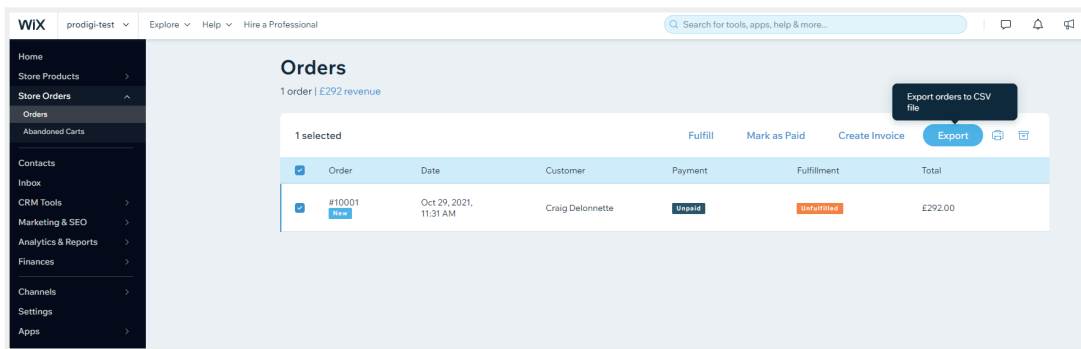 WiX prodigi-test Explore Help Hire a Professional Search for tools, apps, help & more...
Home
Store Products
Store Orders
Orders
Abandoned Carts
Contacts
Inbox
CRM Tools
Marketing & SEO
Analytics & Reports
Finances
Channels
Settings
Apps
Orders
1 order | £292 revenue
Export orders to CSV
file
1 selected Fulfill Mark as Paid Create Invoice Export
Order Date Customer Payment Fulfillment Total
#10001 Oct 29, 2021, Craig Delonnette Unpaid Unfulfilled £292.00
New 11:31 AM